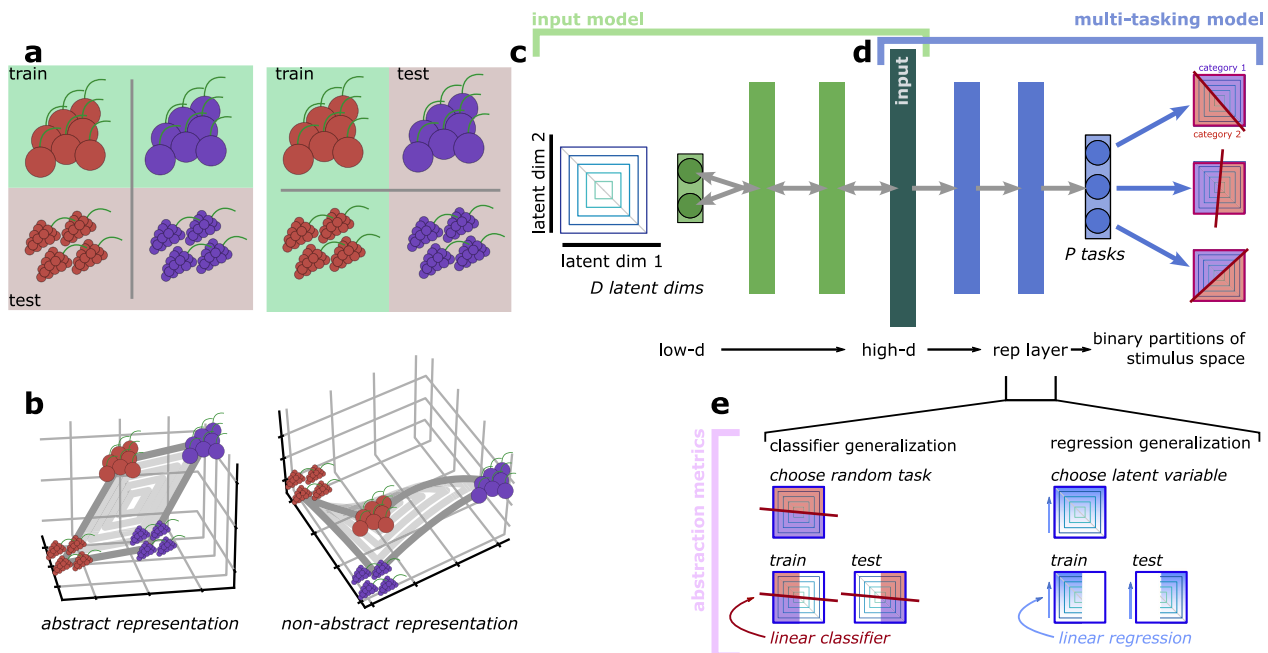 input model
multi-tasking model
a
train
test
train
test
c
latent dim 2
latent dim 1
D latent dims
input
d
P tasks
category 1
category 2
low-d
high-d
rep layer
binary partitions of
stimulus space
b
abstract representation
non-abstract representation
e
abstraction metrics
classifier generalization
choose random task
train
test
linear classifier
regression generalization
choose latent variable
train
test
linear regression